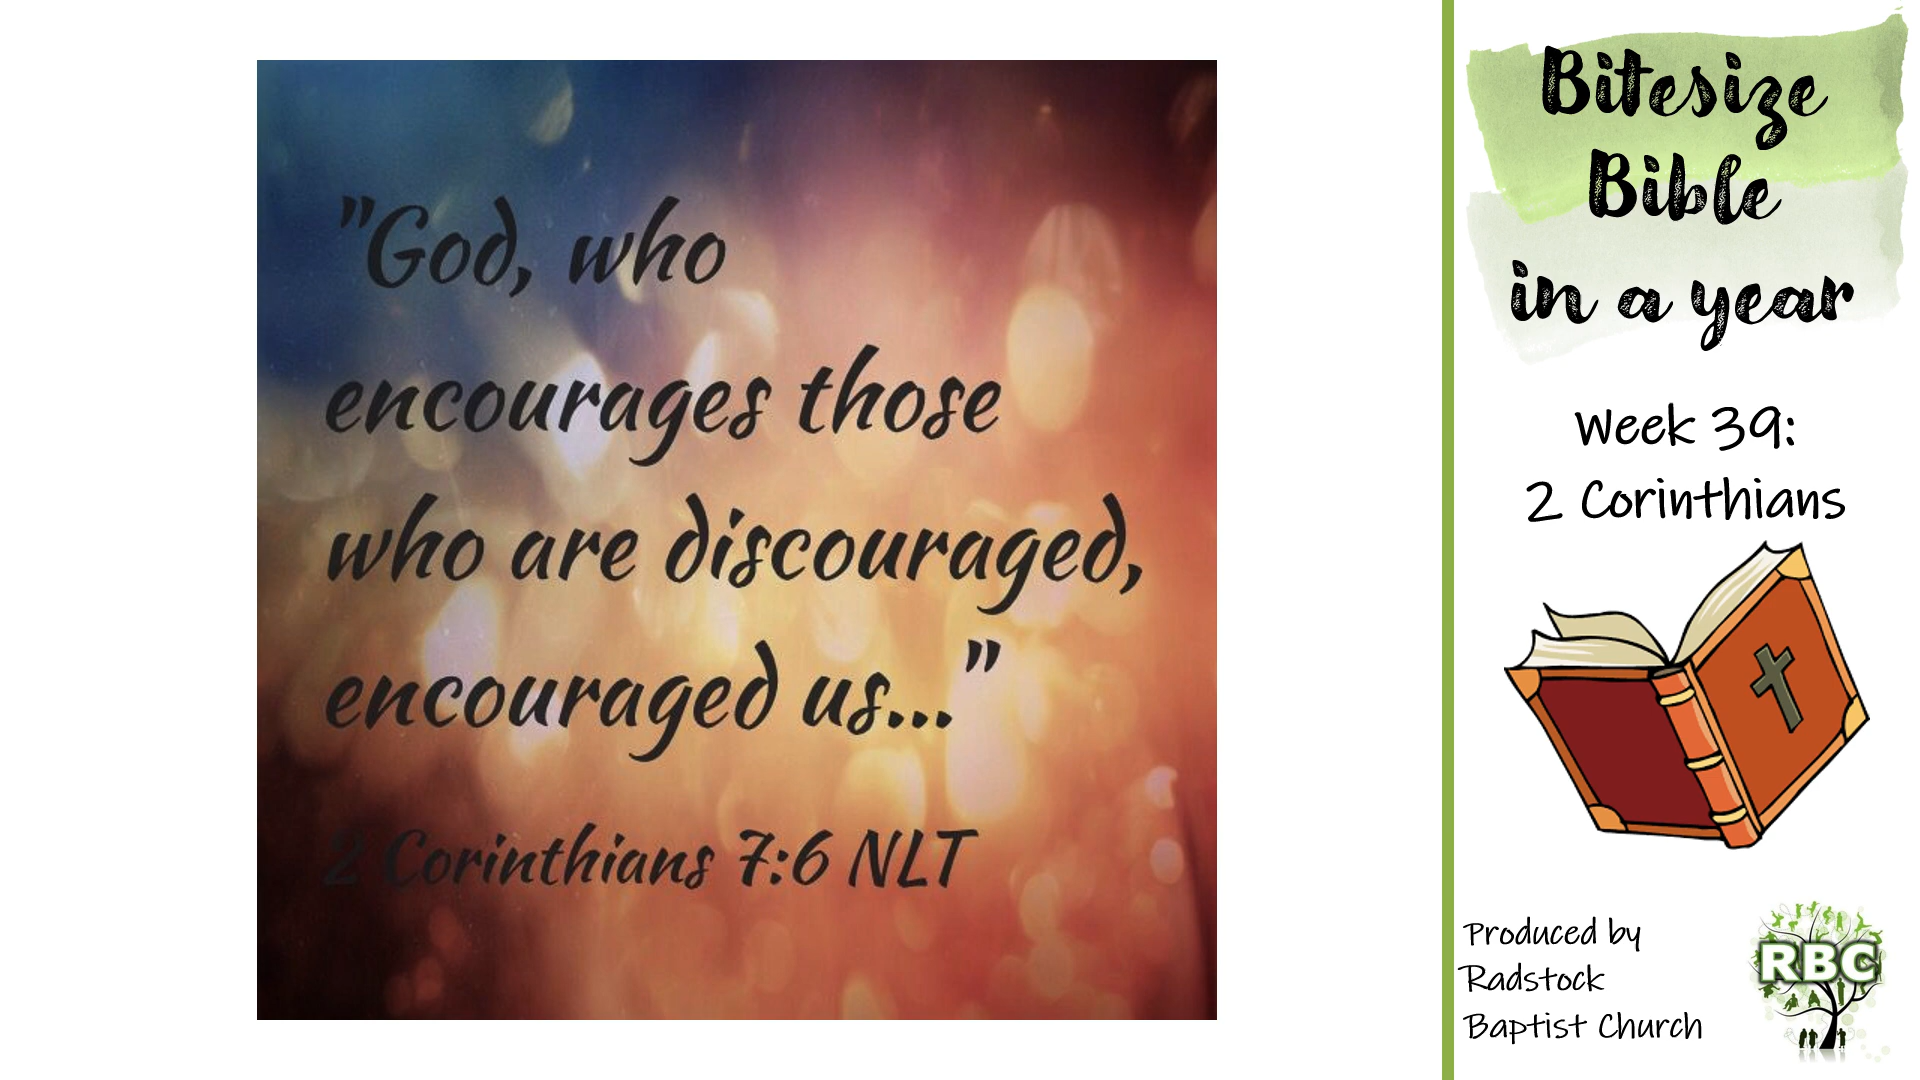 "God, who
encourages those
who are discouraged,
encouraged us..."
2 Corinthians 7:6 NLT
Bitesize
Bible
in a year
Week 39:
2 Corinthians
Produced by
Radstock
Baptist Church
RBC